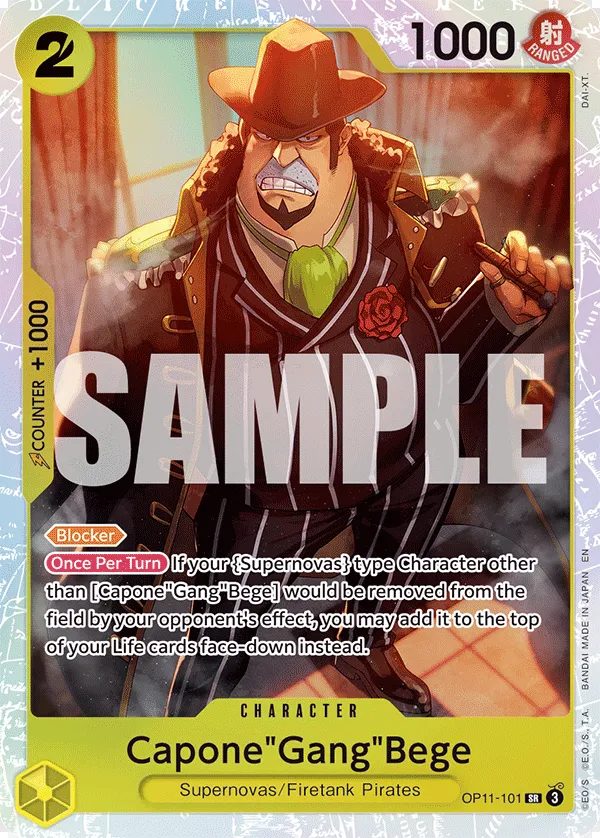 2
1000
射
RANGED
DAI-XT.
COUNTER +1000
SAMPLE
Blocker
Once Per Turn If your {Supernovas} type Character other
than [Capone"Gang"Bege] would be removed from the
field by your opponent's effect, you may add it to the top
of your Life cards face-down instead.
CHARACTER
Capone"Gang"Bege
Supernovas/Firetank Pirates
OP11-101 SR 3
©E.O/S ©E.O./S., T.A. BANDAI MADE IN JAPAN EN